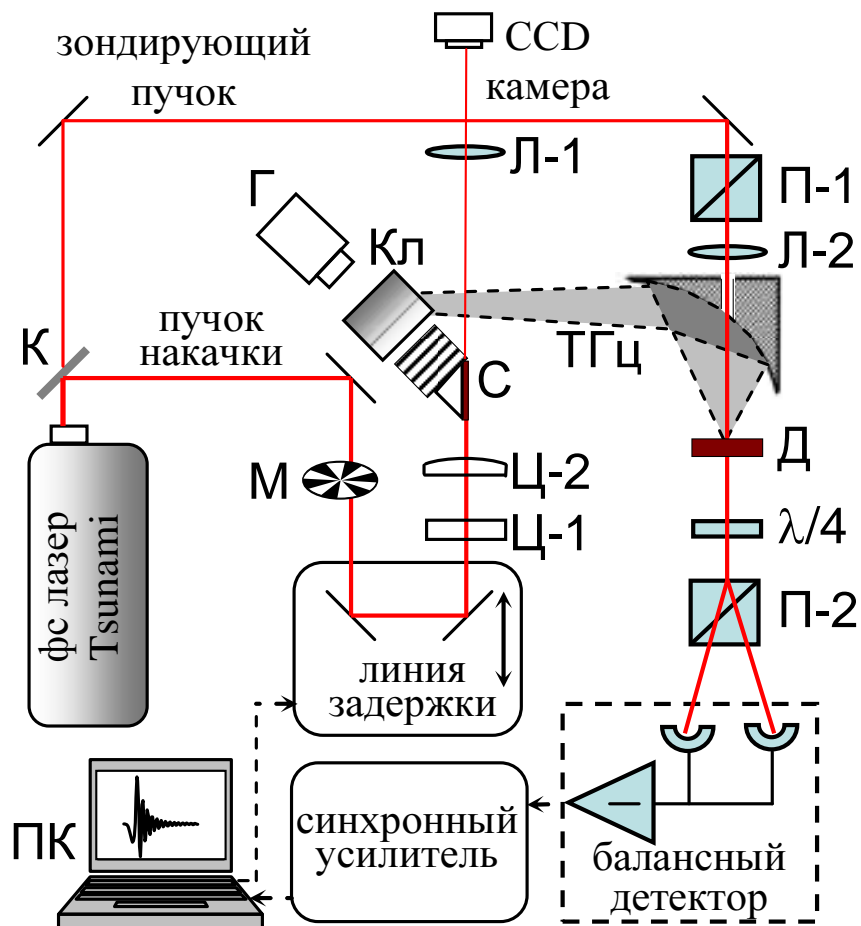 CCD
камера
зондирующий
пучок
Л-1
П-1
Г
Кл
Л-2
пучок
накачки
К
ТГц
С
Д
М
Ц-2
Ц-1
λ/4
П-2
фс лазер
Tsunami
линия
задержки
ПК
синхронный
усилитель
балансный
детектор